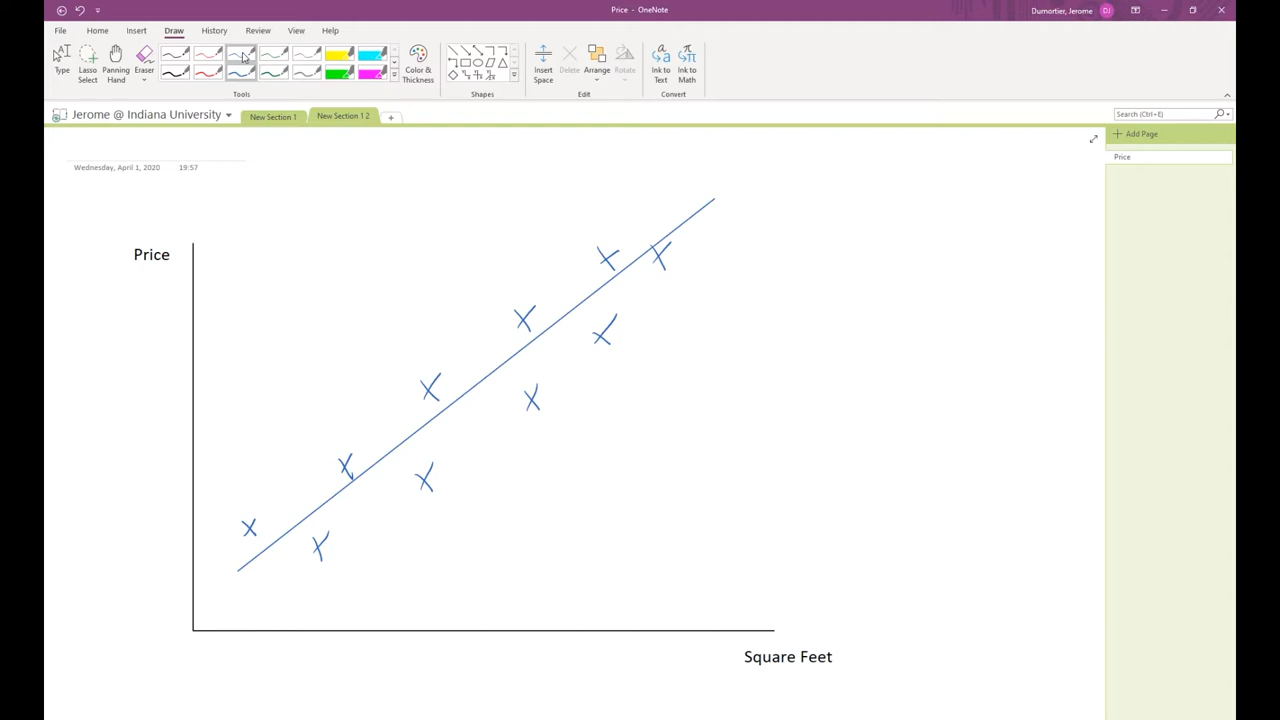 Price - OneNote
Dumortier, Jerome DJ
File Home Insert Draw History Review View Help
Type Lasso Select Panning Hand Eraser Color & Thickness Insert Space Delete Arrange Rotate Ink to Text Ink to Math
Tools Shapes Edit Convert
Jerome @ Indiana University New Section 1 New Section 1 2 Search (Ctrl+E)
Add Page
Price
Wednesday, April 1, 2020 19:57
Price
Square Feet